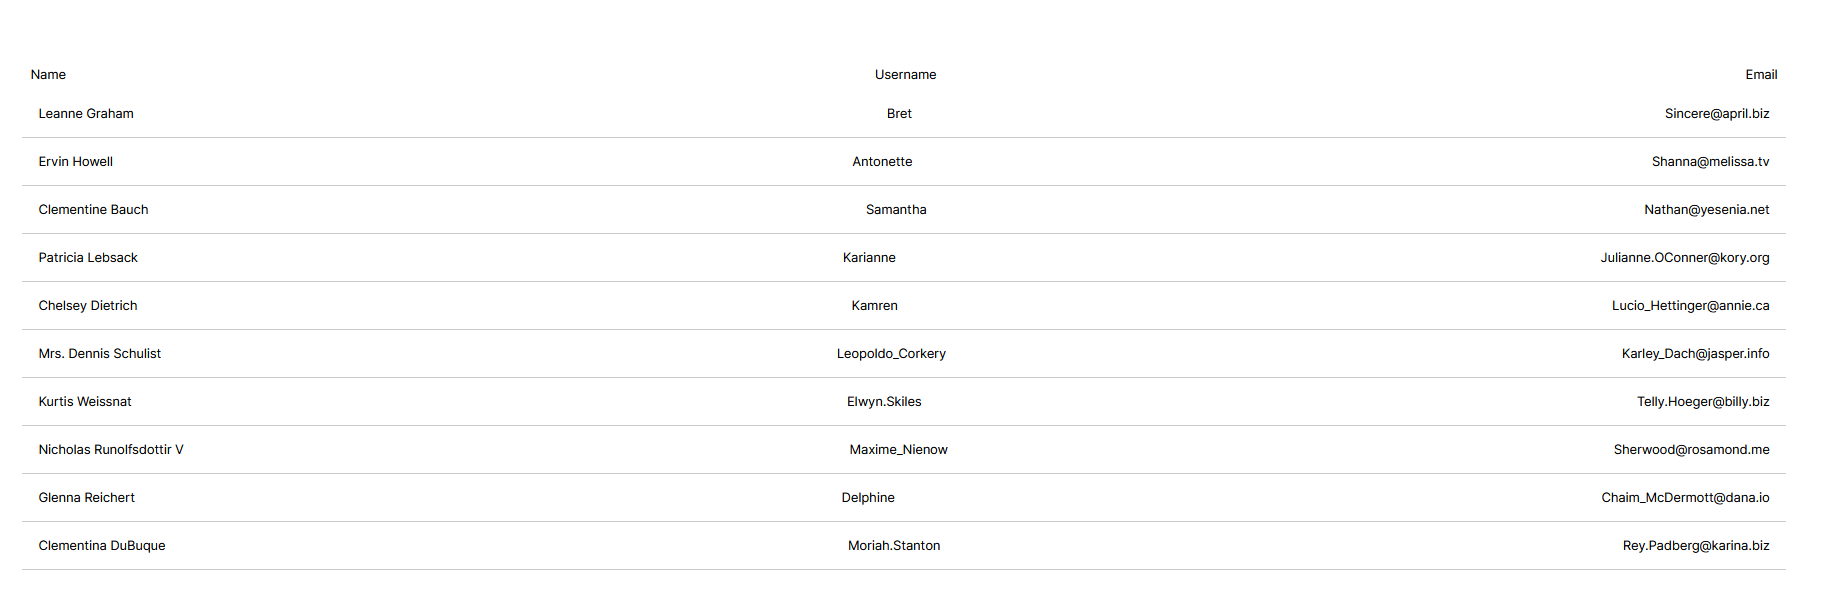 Name Username Email
Leanne Graham Bret Sincere@april.biz
Ervin Howell Antonette Shanna@melissa.tv
Clementine Bauch Samantha Nathan@yesenia.net
Patricia Lebsack Karianne Julianne.OConner@kory.org
Chelsey Dietrich Kamren Lucio_Hettinger@annie.ca
Mrs. Dennis Schulist Leopoldo_Corkery Karley_Dach@jasper.info
Kurtis Weissnat Elwyn.Skiles Telly.Hoeger@billy.biz
Nicholas Runolfsdottir V Maxime_Nienow Sherwood@rosamond.me
Glenna Reichert Delphine Chaim_McDermott@dana.io
Clementina DuBuque Moriah.Stanton Rey.Padberg@karina.biz